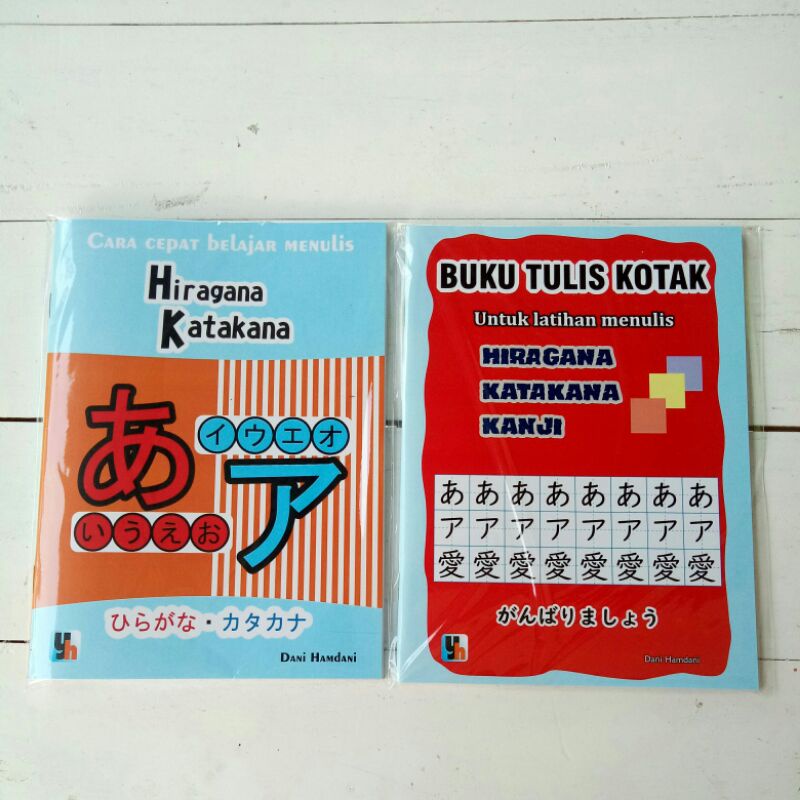 CARA CEPAT BELAJAR MENULIS
Hiragana
Katakana
あ
いうえお
イウエオ
ア
ひらがな・カタカナ
yh
DANI HAMDANI
BUKU TULIS KOTAK
Untuk latihan menulis
HIRAGANA
KATAKANA
KANJI
あ あ あ あ あ あ あ あ
ア ア ア ア ア ア ア ア
愛 愛 愛 愛 愛 愛 愛 愛
がんばりましょう
yh
Dani Hamdani